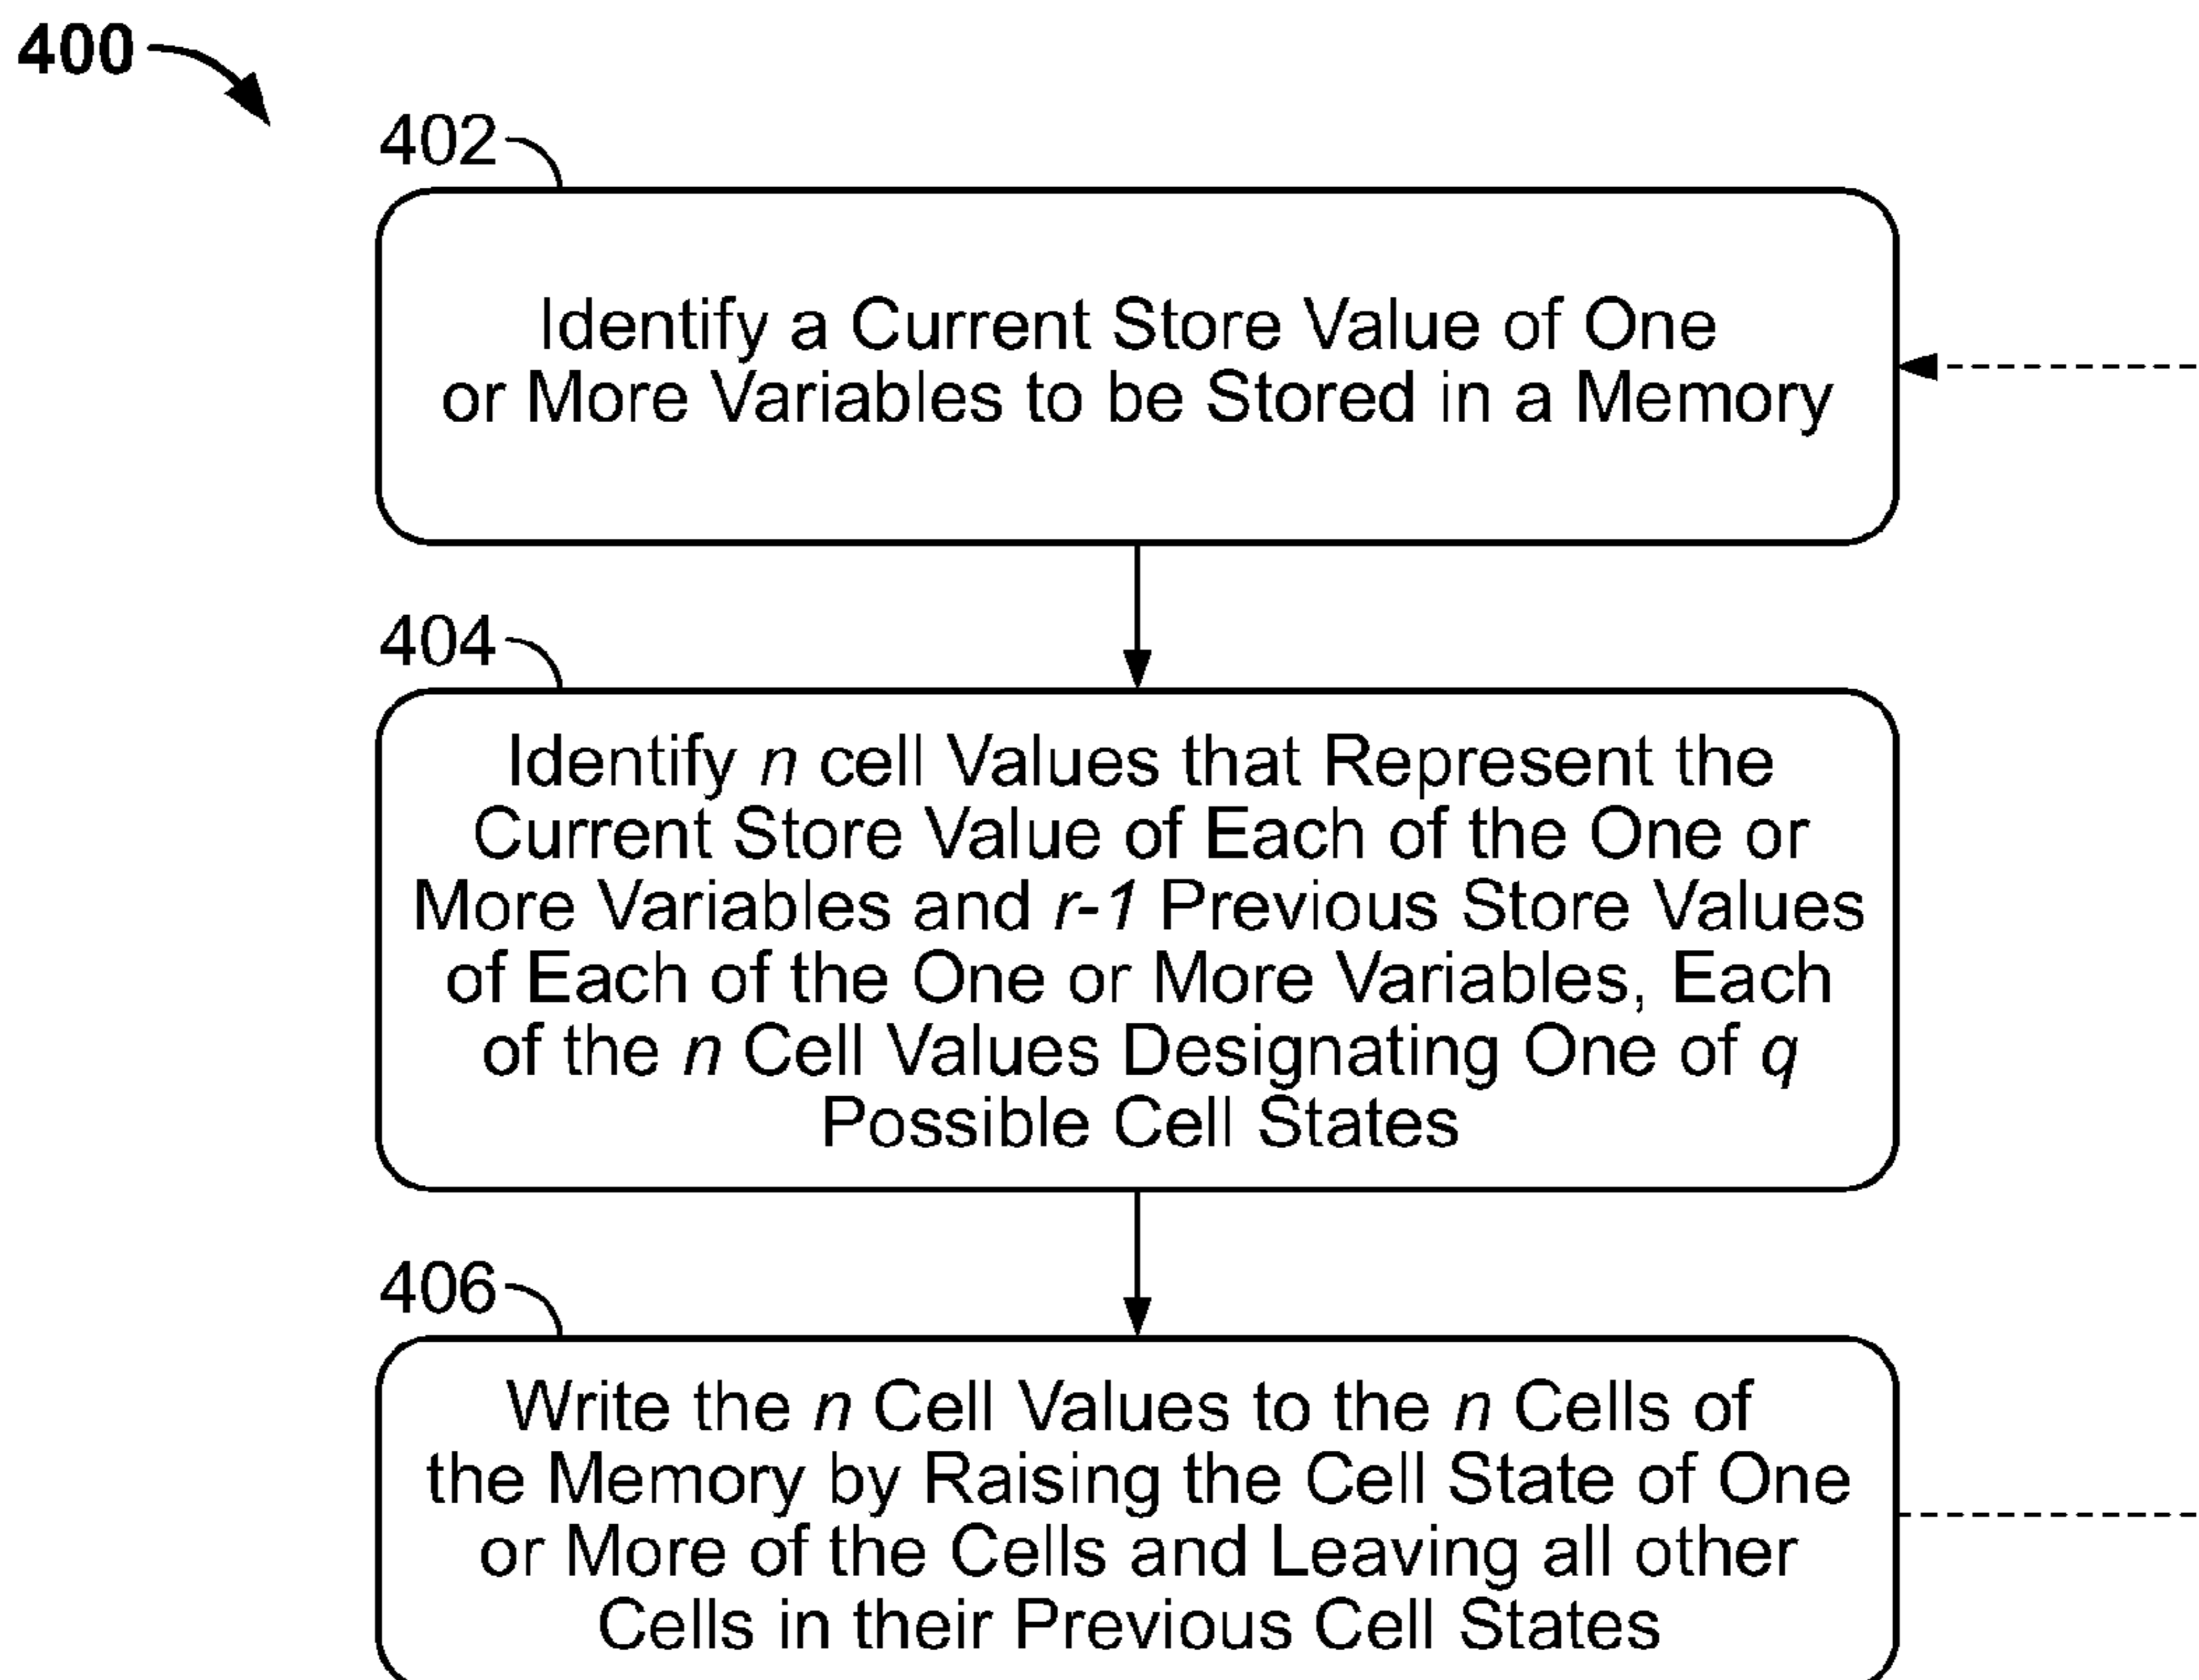 400
402
Identify a Current Store Value of One
or More Variables to be Stored in a Memory
404
Identify n cell Values that Represent the
Current Store Value of Each of the One or
More Variables and r-1 Previous Store Values
of Each of the One or More Variables, Each
of the n Cell Values Designating One of q
Possible Cell States
406
Write the n Cell Values to the n Cells of
the Memory by Raising the Cell State of One
or More of the Cells and Leaving all other
Cells in their Previous Cell States